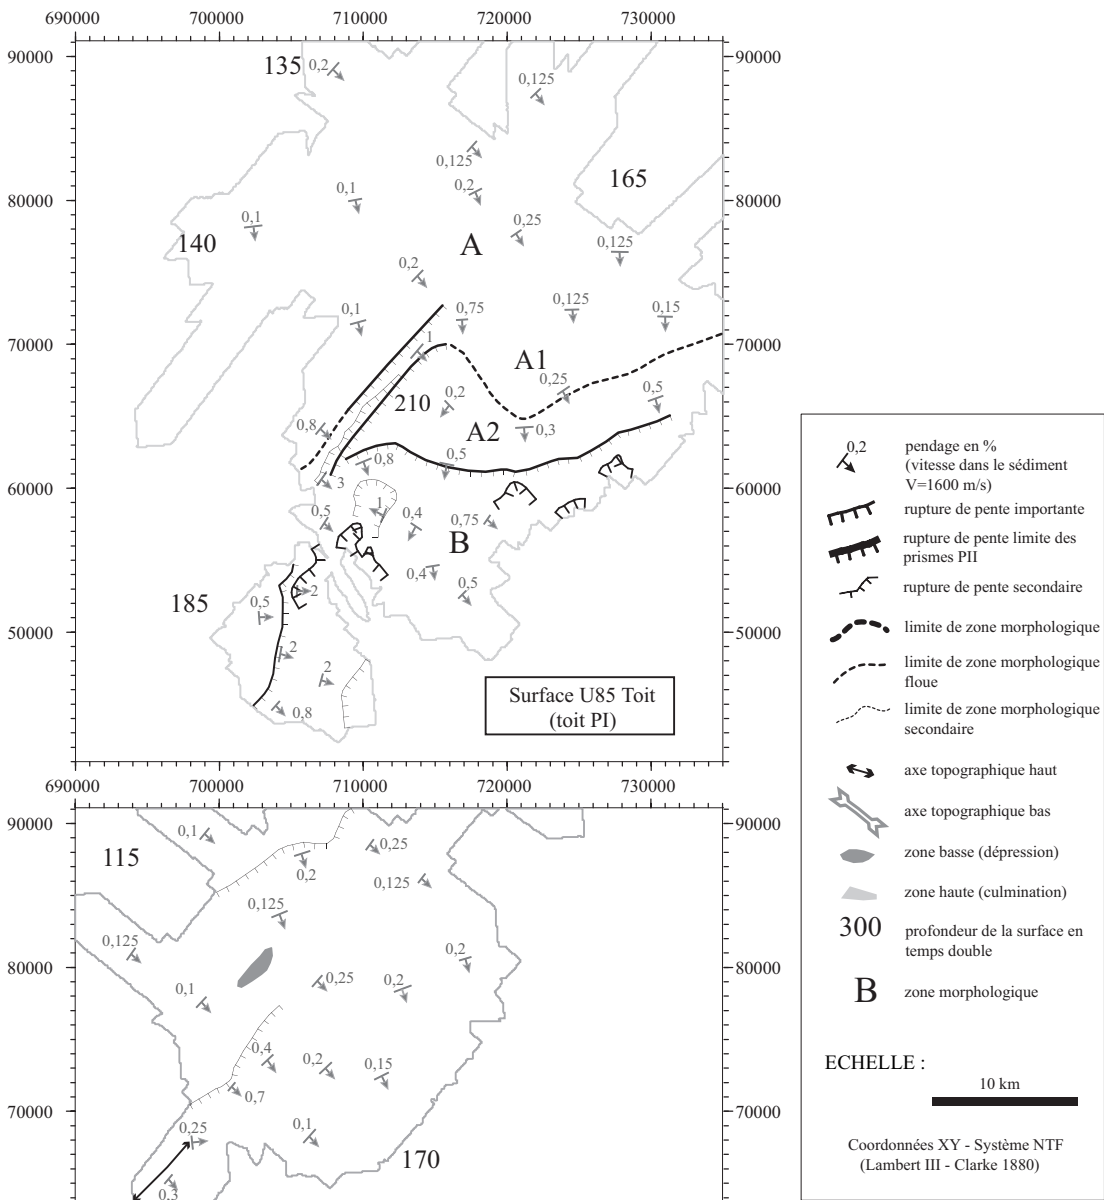 690000 700000 710000 720000 730000
90000 90000
135 0,2
0,125
0,125
165
80000 0,1 0,2 80000
0,1
140 A 0,25
0,125
0,2
0,1 0,75 0,125 0,15
70000 1 70000
A1
0,25
0,2 0,5
210
0,8 A2 0,3
0,8 0,5
60000 3 60000
0,5 1 0,4 0,75
B
0,4
2 0,5
185 0,5
50000 50000
2
2
0,8
Surface U85 Toit
(toit PI)
690000 700000 710000 720000 730000
90000 90000
0,1 0,25
115
0,2 0,125
0,125
0,125
0,2
80000 80000
0,25 0,2
0,1
0,4 0,2
0,15
0,7
70000 70000
0,25 0,1
170
0,3
0,2
pendage en %
(vitesse dans le sédiment
V=1600 m/s)
rupture de pente importante
rupture de pente limite des
prismes PII
rupture de pente secondaire
limite de zone morphologique
limite de zone morphologique
floue
limite de zone morphologique
secondaire
axe topographique haut
axe topographique bas
zone basse (dépression)
zone haute (culmination)
300 profondeur de la surface en
temps double
B zone morphologique
ECHELLE :
10 km
Coordonnées XY - Système NTF
(Lambert III - Clarke 1880)